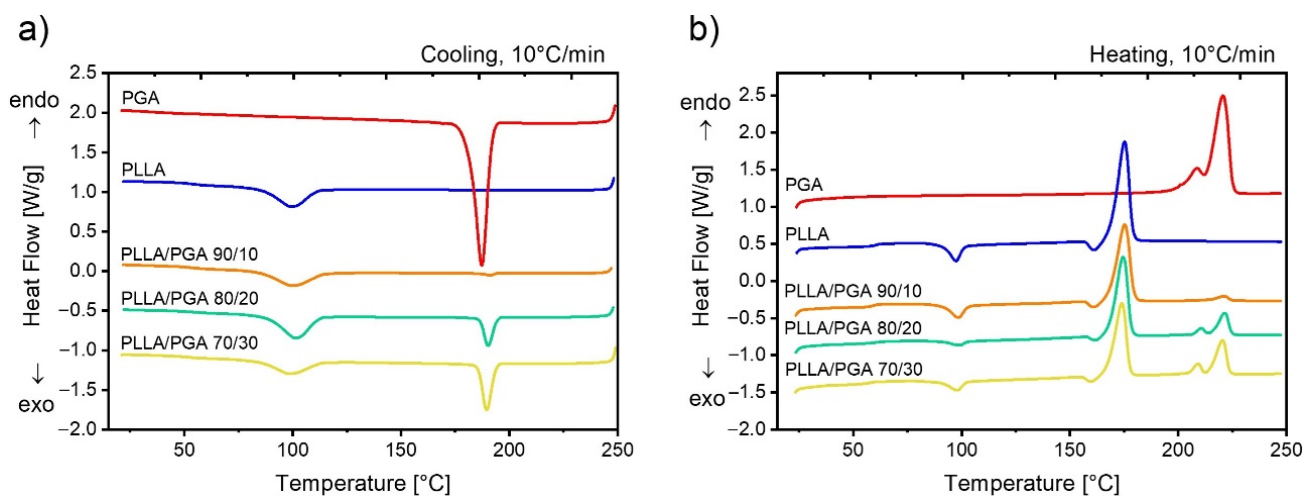 a)
Cooling, 10°C/min
endo
↑
Heat Flow [W/g]
↓
exo
2.5
2.0
1.5
1.0
0.5
0.0
−0.5
−1.0
−1.5
−2.0
PGA
PLLA
PLLA/PGA 90/10
PLLA/PGA 80/20
PLLA/PGA 70/30
50
100
150
200
250
Temperature [°C]
b)
Heating, 10°C/min
endo
↑
Heat Flow [W/g]
↓
exo
2.5
2.0
1.5
1.0
0.5
0.0
−0.5
−1.0
−1.5
−2.0
PGA
PLLA
PLLA/PGA 90/10
PLLA/PGA 80/20
PLLA/PGA 70/30
50
100
150
200
250
Temperature [°C]